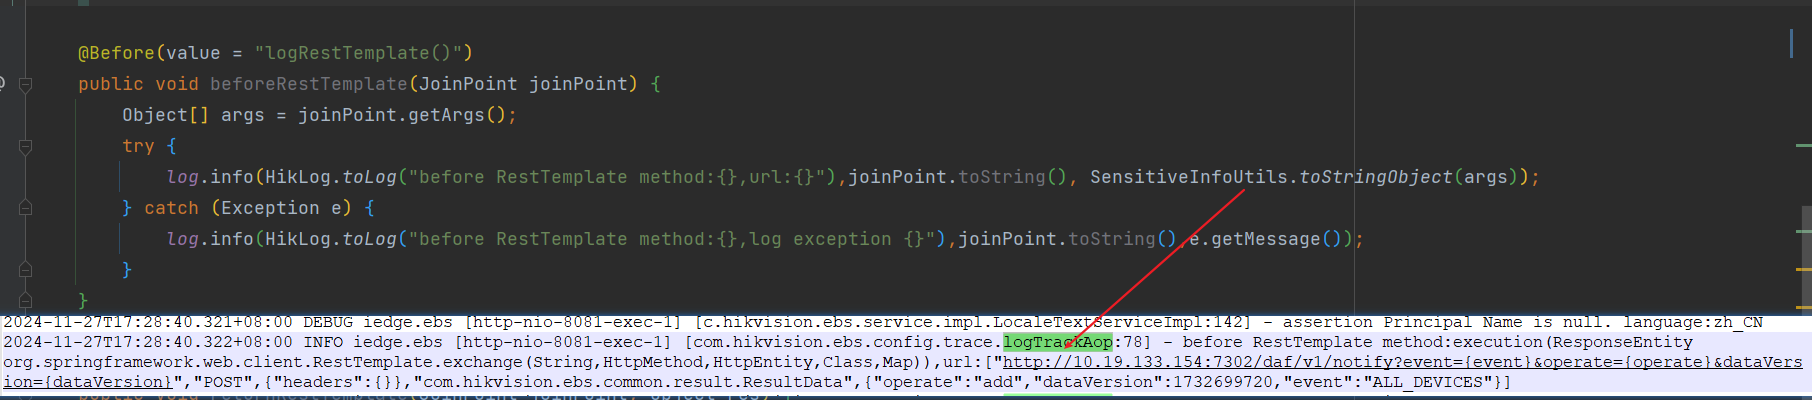 @Before(value = "logRestTemplate()")
public void beforeRestTemplate(JoinPoint joinPoint) {
Object[] args = joinPoint.getArgs();
try {
log.info(HikLog.toLog("before RestTemplate method:{},url:{}"),joinPoint.toString(), SensitiveInfoUtils.toStringObject(args));
} catch (Exception e) {
log.info(HikLog.toLog("before RestTemplate method:{},log exception {}"),joinPoint.toString(),e.getMessage());
}
}
2024-11-27T17:28:40.321+08:00 DEBUG iedge.ebs [http-nio-8081-exec-1] [c.hikvision.ebs.service.impl.LocaleTextServiceImpl:142] - assertion Principal Name is null. language:zh_CN
2024-11-27T17:28:40.322+08:00 INFO iedge.ebs [http-nio-8081-exec-1] [com.hikvision.ebs.config.trace.logTrackAop:78] - before RestTemplate method:execution(ResponseEntity
org.springframework.web.client.RestTemplate.exchange(String,HttpMethod,HttpEntity,Class,Map)),url:["http://10.19.133.154:7302/daf/v1/notify?event={event}&operate={operate}&dataVers
ion={dataVersion}","POST",{"headers":{}},"com.hikvision.ebs.common.result.ResultData",{"operate":"add","dataVersion":1732699720,"event":"ALL_DEVICES"}]